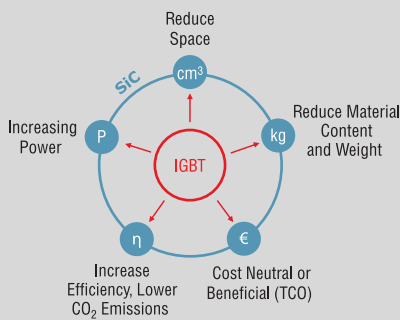 Reduce
Space
cm³
SiC
Increasing
Power
P
kg
Reduce Material
Content
and Weight
IGBT
η
€
Increase
Efficiency, Lower
CO₂ Emissions
Cost Neutral or
Beneficial (TCO)